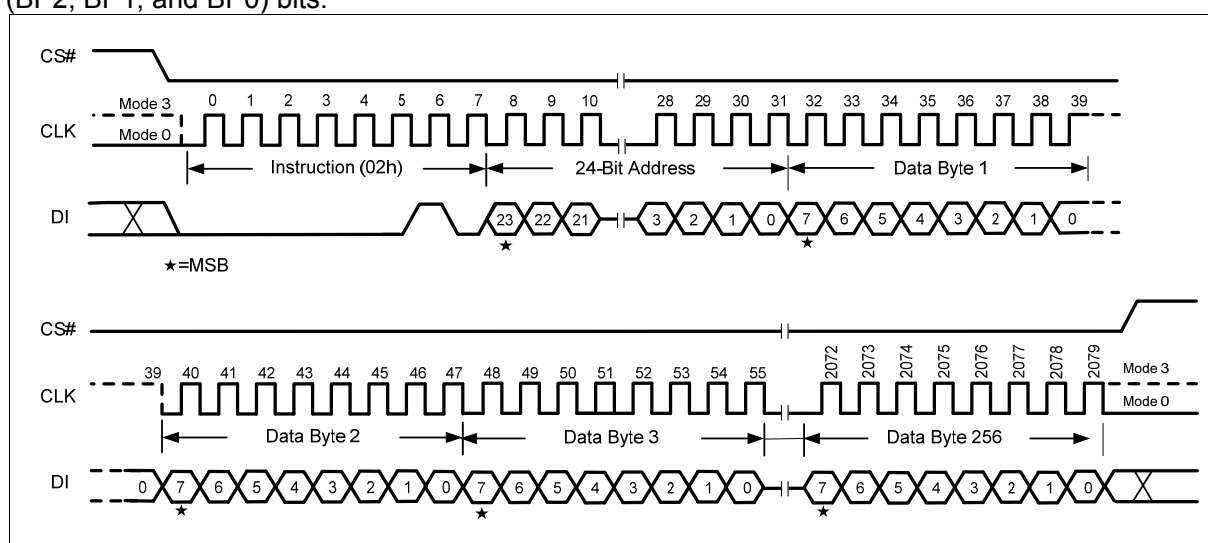 (BP2, BP1, and BP0) bits.
CS#
Mode 3 0 1 2 3 4 5 6 7 8 9 10 28 29 30 31 32 33 34 35 36 37 38 39
CLK Mode 0
Instruction (02h) 24-Bit Address Data Byte 1
DI 23 22 21 3 2 1 0 7 6 5 4 3 2 1 0
★ ★
★=MSB
CS#
39 40 41 42 43 44 45 46 47 48 49 50 51 52 53 54 55 2072 2073 2074 2075 2076 2077 2078 2079 Mode 3
CLK Mode 0
Data Byte 2 Data Byte 3 Data Byte 256
DI 0 7 6 5 4 3 2 1 0 7 6 5 4 3 2 1 0 7 6 5 4 3 2 1 0
★ ★ ★